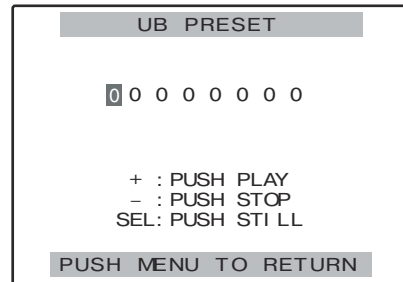 UB PRESET
0 0 0 0 0 0 0 0
+ : PUSH PLAY
– : PUSH STOP
SEL: PUSH STILL
PUSH MENU TO RETURN